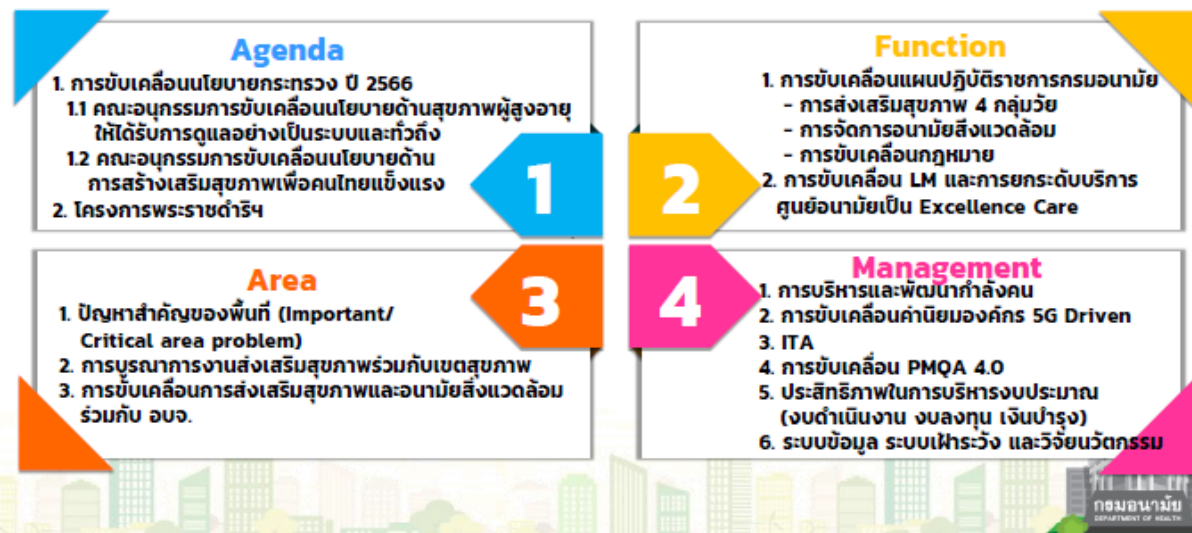 Agenda
1. การขับเคลื่อนนโยบายกระทรวง ปี 2566
1.1 คณะอนุกรรมการขับเคลื่อนนโยบายด้านสุขภาพผู้สูงอายุ
ให้ได้รับการดูแลอย่างเป็นระบบและทั่วถึง
1.2 คณะอนุกรรมการขับเคลื่อนนโยบายด้าน
การสร้างเสริมสุขภาพเพื่อคนไทยแข็งแรง
2. โครงการพระราชดำริฯ
1
Function
1. การขับเคลื่อนแผนปฏิบัติราชการกรมอนามัย
- การส่งเสริมสุขภาพ 4 กลุ่มวัย
- การจัดการอนามัยสิ่งแวดล้อม
- การขับเคลื่อนกฎหมาย
2. การขับเคลื่อน LM และการยกระดับบริการ
ศูนย์อนามัยเป็น Excellence Care
2
Area
1. ปัญหาสำคัญของพื้นที่ (Important/
Critical area problem)
2. การบูรณาการงานส่งเสริมสุขภาพร่วมกับเขตสุขภาพ
3. การขับเคลื่อนการส่งเสริมสุขภาพและอนามัยสิ่งแวดล้อม
ร่วมกับ อบจ.
3
Management
1. การบริหารและพัฒนากำลังคน
2. การขับเคลื่อนค่านิยมองค์กร 5G Driven
3. ITA
4. การขับเคลื่อน PMQA 4.0
5. ประสิทธิภาพในการบริหารงบประมาณ
(งบดำเนินงาน งบลงทุน เงินบำรุง)
6. ระบบข้อมูล ระบบเฝ้าระวัง และวิจัยนวัตกรรม
4
กรมอนามัย
DEPARTMENT OF HEALTH